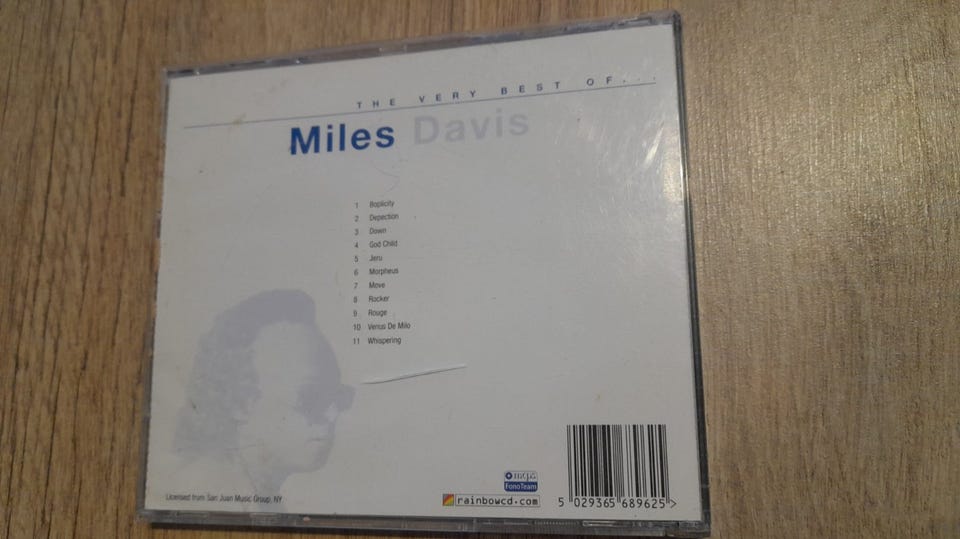 THE VERY BEST OF...
Miles Davis
1 Boplicity
2 Depection
3 Down
4 God Child
5 Jeru
6 Morpheus
7 Move
8 Rocker
9 Rouge
10 Venus De Milo
11 Whispering
Licensed from San Juan Music Group, NY
mcps
FonoTeam
rainbowcd.com
5 029365 689625 >